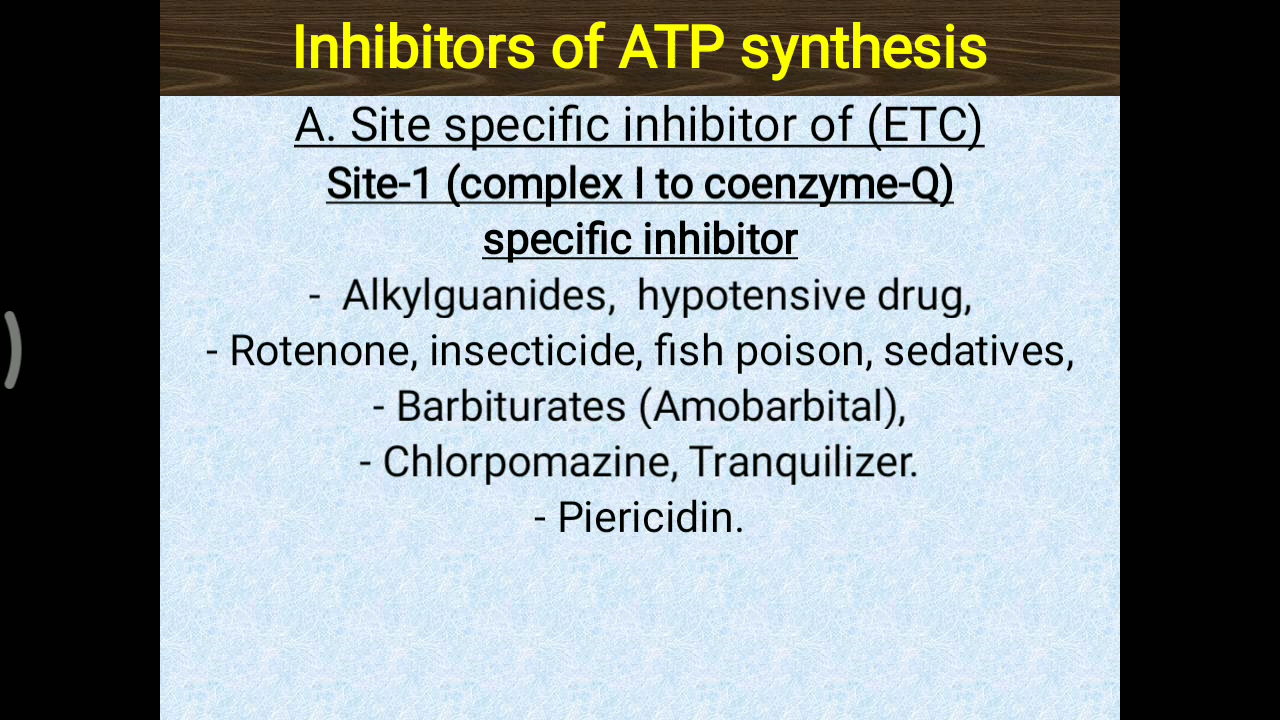 Inhibitors of ATP synthesis
A. Site specific inhibitor of (ETC)
Site-1 (complex I to coenzyme-Q)
specific inhibitor
- Alkylguanides, hypotensive drug,
- Rotenone, insecticide, fish poison, sedatives,
- Barbiturates (Amobarbital),
- Chlorpomazine, Tranquilizer.
- Piericidin.